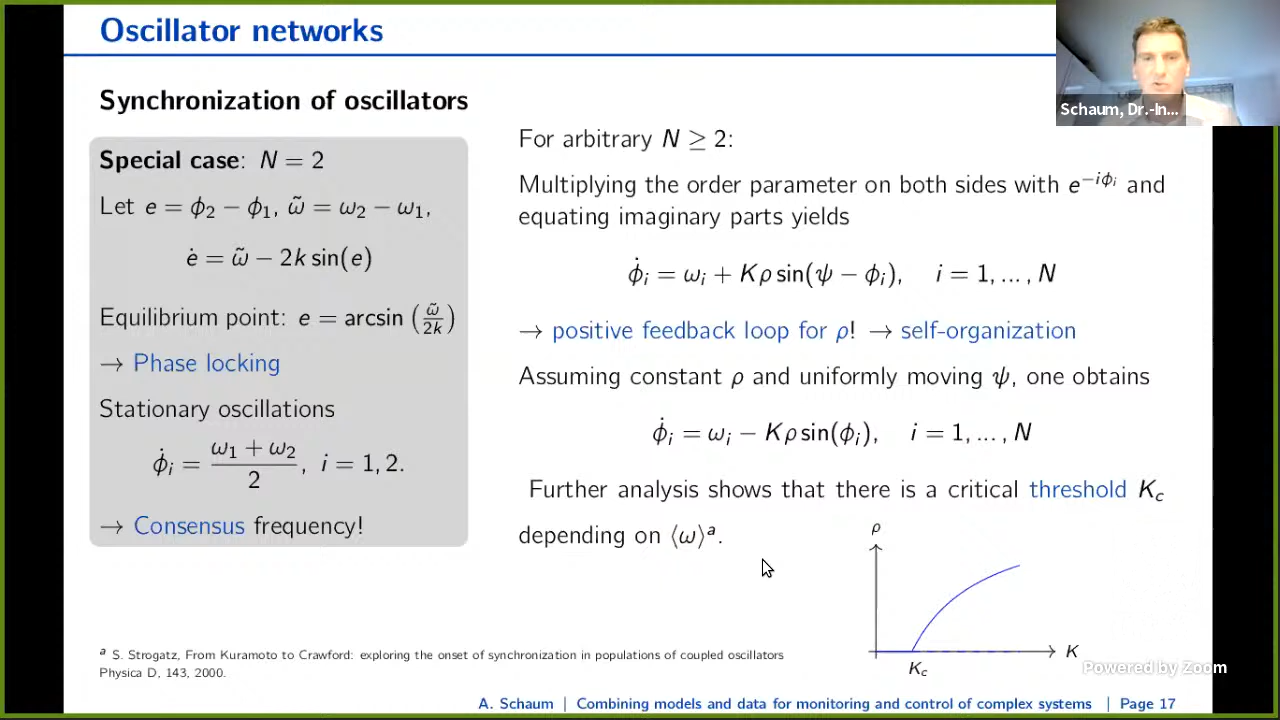 Oscillator networks
Schaum, Dr.-In...
Synchronization of oscillators
Special case: N = 2
Let e = ϕ₂ − ϕ₁, ω̃ = ω₂ − ω₁,
ė = ω̃ − 2k sin(e)
Equilibrium point: e = arcsin (ω̃/2k)
→ Phase locking
Stationary oscillations
ϕ̇ᵢ = (ω₁ + ω₂)/2, i = 1, 2.
→ Consensus frequency!
For arbitrary N ≥ 2:
Multiplying the order parameter on both sides with e^{−iϕᵢ} and
equating imaginary parts yields
ϕ̇ᵢ = ωᵢ + Kρ sin(ψ − ϕᵢ), i = 1, ... , N
→ positive feedback loop for ρ! → self-organization
Assuming constant ρ and uniformly moving ψ, one obtains
ϕ̇ᵢ = ωᵢ − Kρ sin(ϕᵢ), i = 1, ... , N
Further analysis shows that there is a critical threshold K_c
depending on ⟨ω⟩ᵃ.
ρ
K
K_c
ᵃ S. Strogatz, From Kuramoto to Crawford: exploring the onset of synchronization in populations of coupled oscillators
Physica D, 143, 2000.
Powered by Zoom
A. Schaum | Combining models and data for monitoring and control of complex systems | Page 17